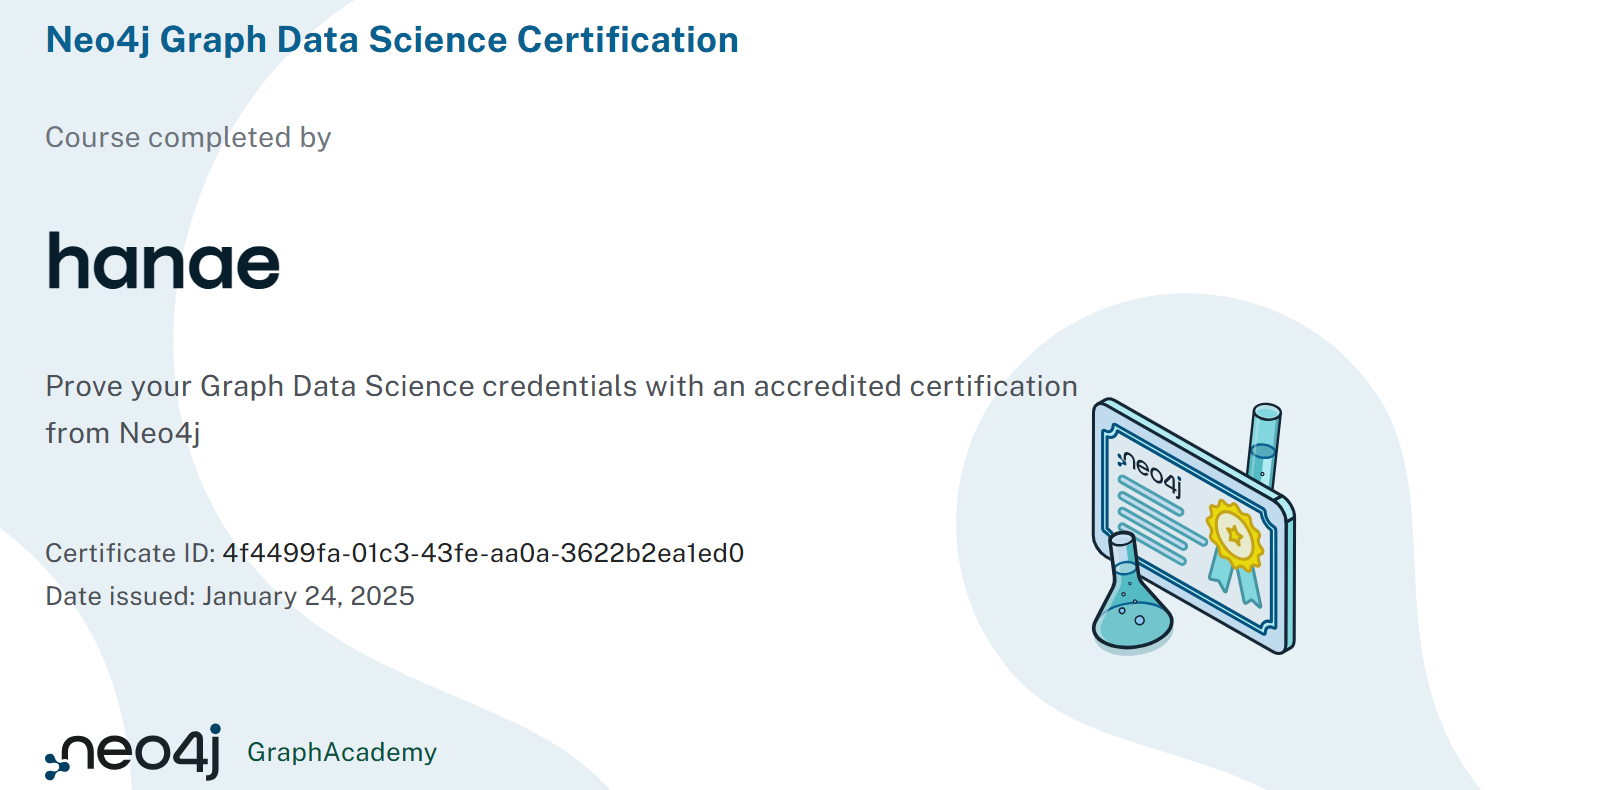 Neo4j Graph Data Science Certification
Course completed by
hanae
Prove your Graph Data Science credentials with an accredited certification
from Neo4j
neo4j
Certificate ID: 4f4499fa-01c3-43fe-aa0a-3622b2ea1ed0
Date issued: January 24, 2025
neo4j GraphAcademy